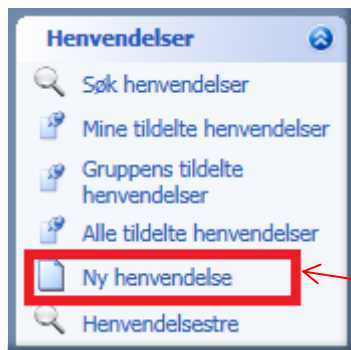 Henvendelser
Søk henvendelser
Mine tildelte henvendelser
Gruppens tildelte
henvendelser
Alle tildelte henvendelser
Ny henvendelse
Henvendelsestre